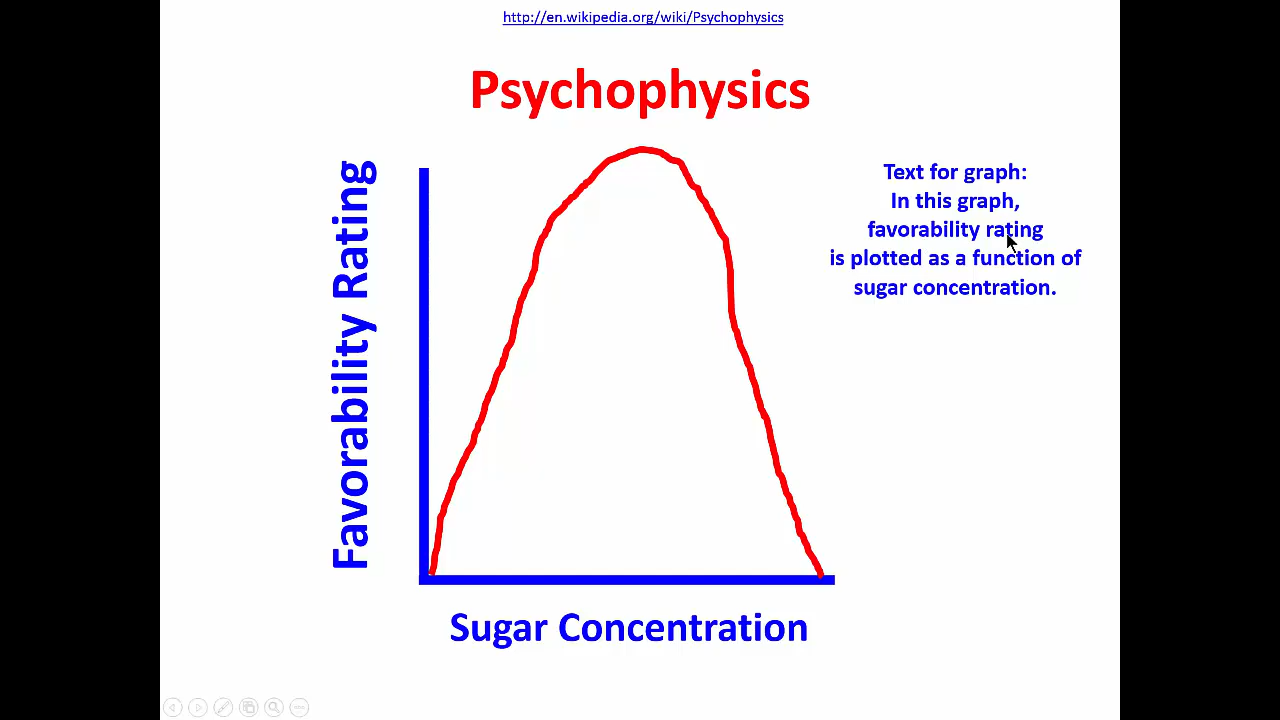 http://en.wikipedia.org/wiki/Psychophysics
Psychophysics
Favorability Rating
Text for graph:
In this graph,
favorability rating
is plotted as a function of
sugar concentration.
Sugar Concentration